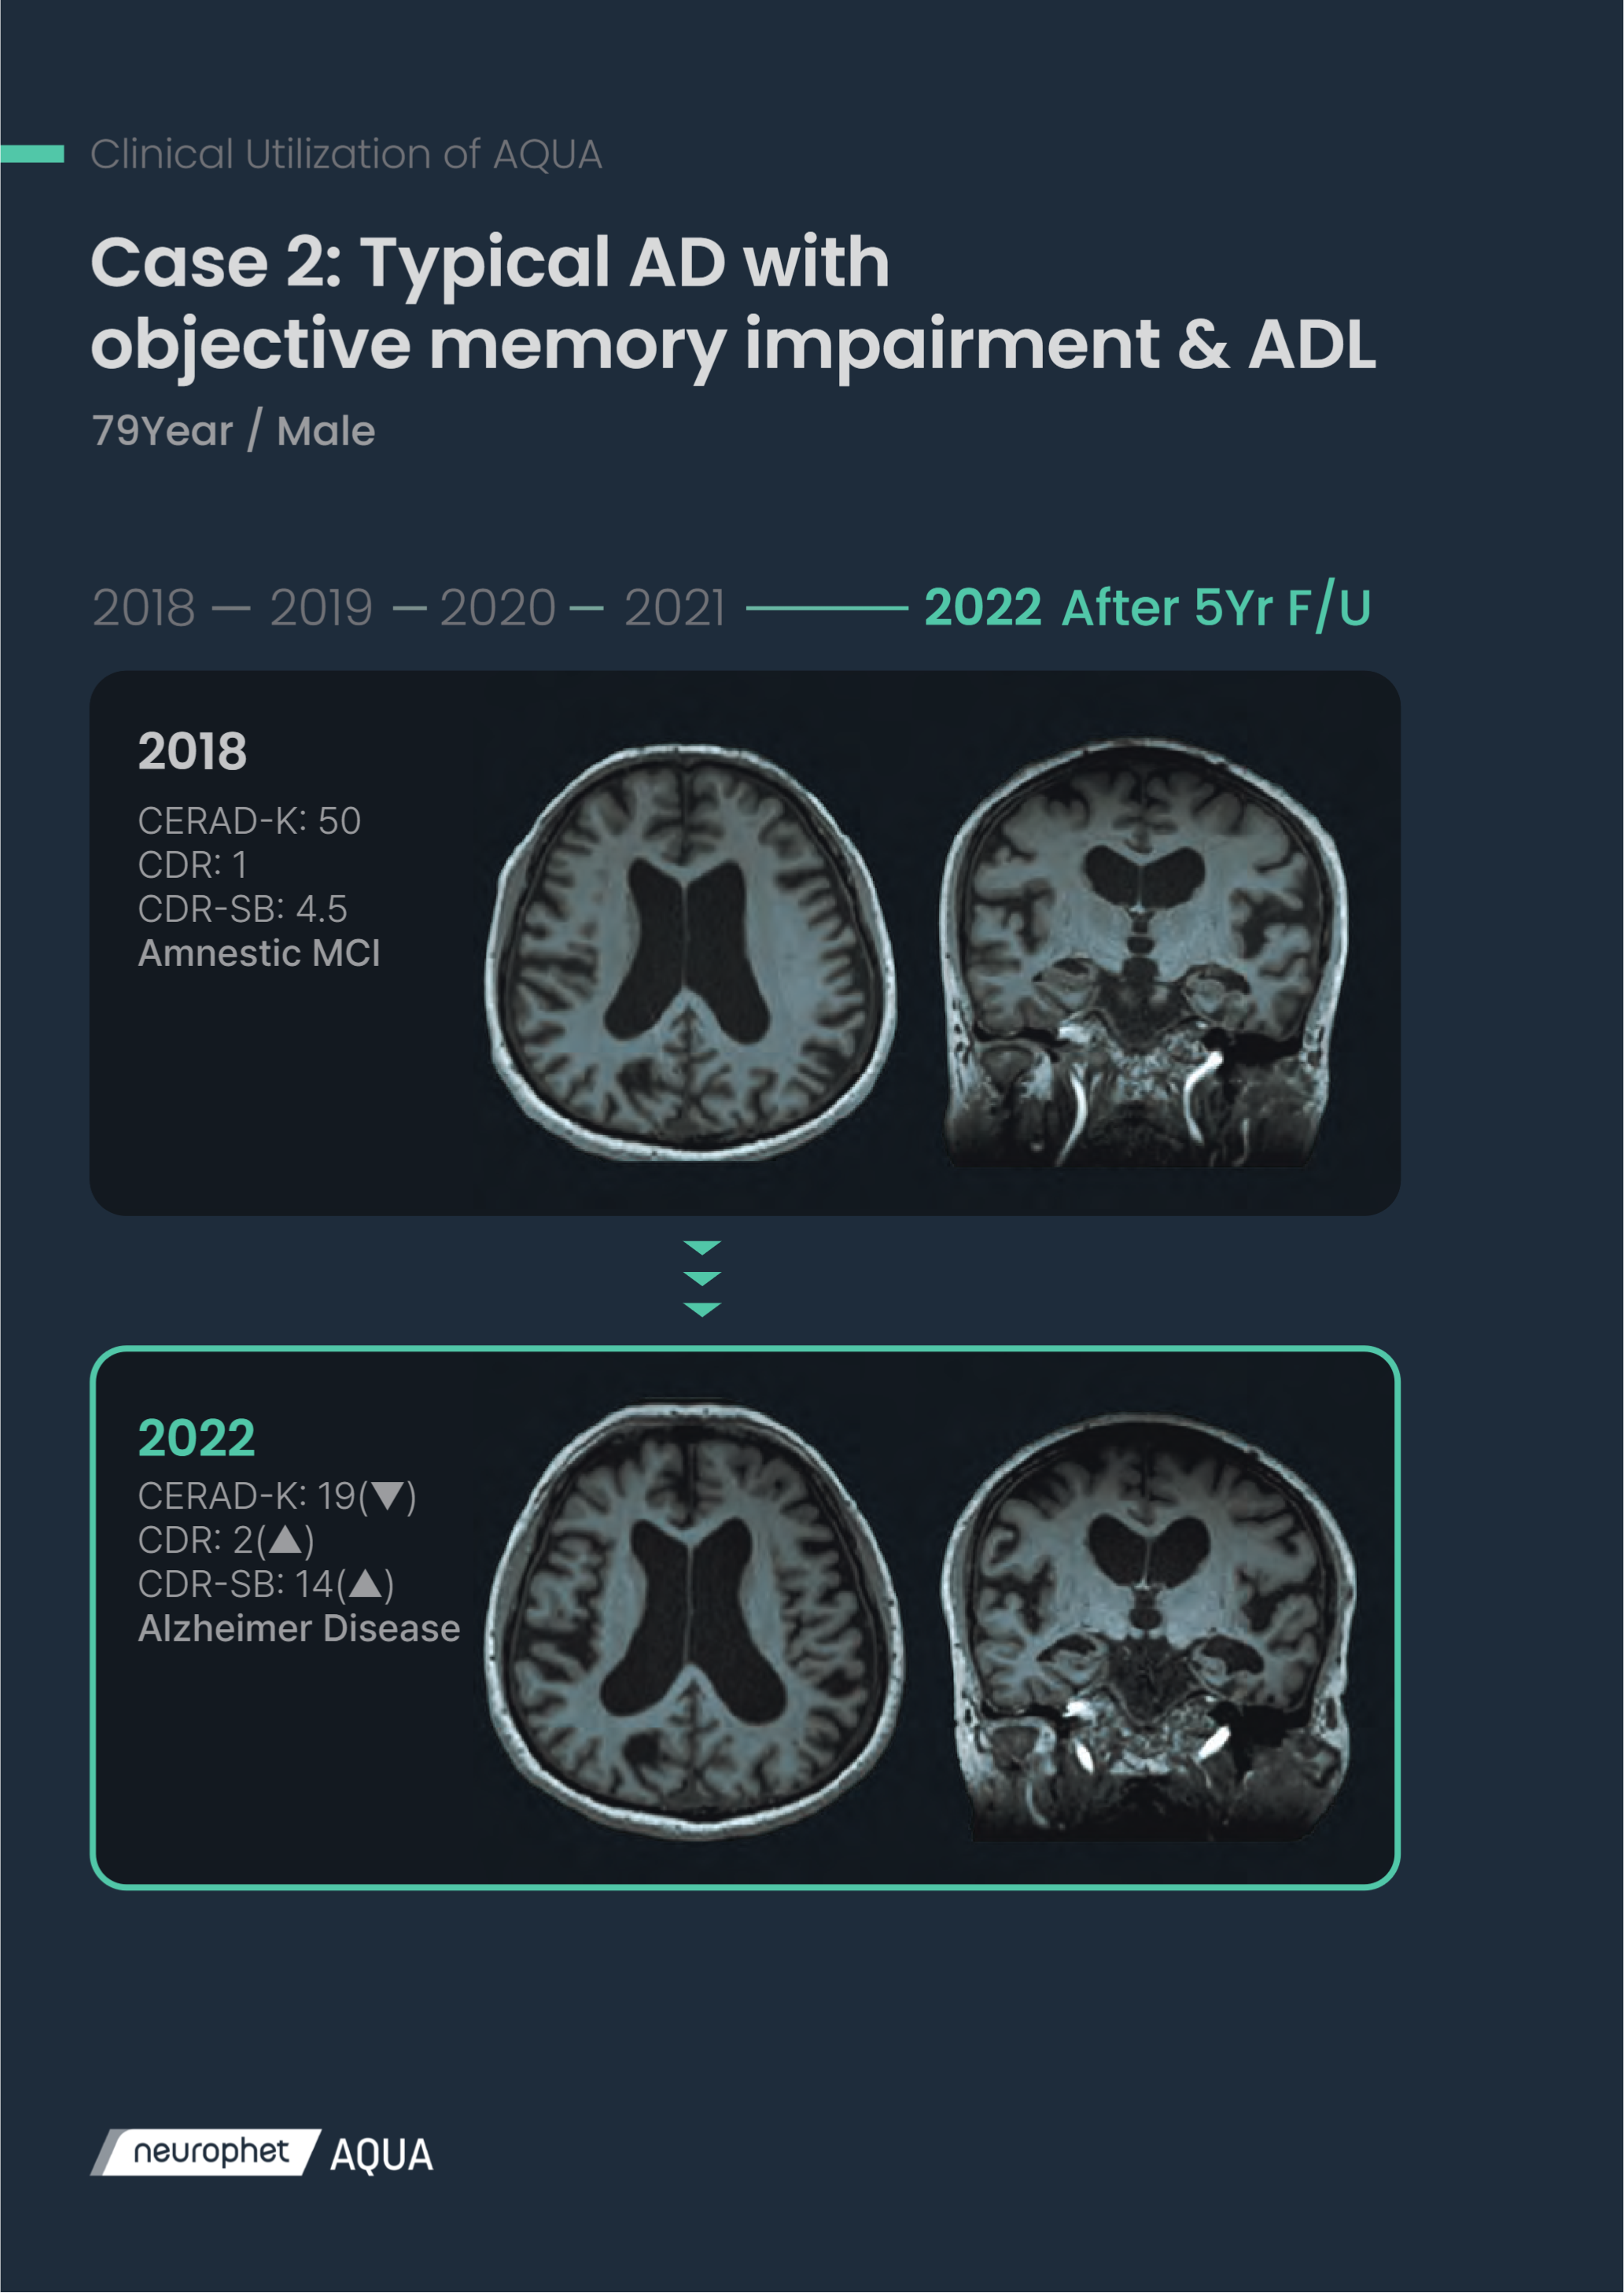 Clinical Utilization of AQUA
Case 2: Typical AD with
objective memory impairment & ADL
79Year / Male
2018 — 2019 — 2020 — 2021 — 2022 After 5Yr F/U
2018
CERAD-K: 50
CDR: 1
CDR-SB: 4.5
Amnestic MCI
2022
CERAD-K: 19(▼)
CDR: 2(▲)
CDR-SB: 14(▲)
Alzheimer Disease
neurophet AQUA